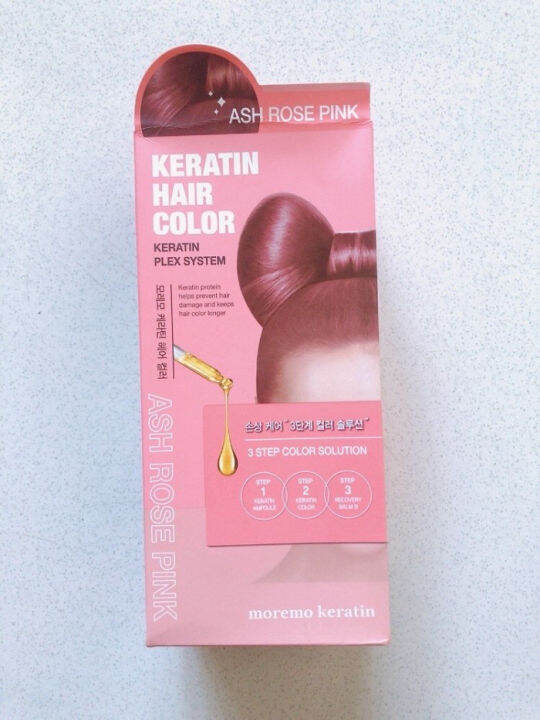 ASH ROSE PINK
KERATIN
HAIR
COLOR
KERATIN
PLEX SYSTEM
Keratin protein
helps prevent hair
damage and keeps
hair color longer
모레모 케라틴 헤어 컬러
ASH ROSE PINK
손상 케어 3단계 컬러 솔루션
3 STEP COLOR SOLUTION
STEP
1
KERATIN
AMPOULE
STEP
2
KERATIN
COLOR
STEP
3
RECOVERY
BALM B
moremo keratin